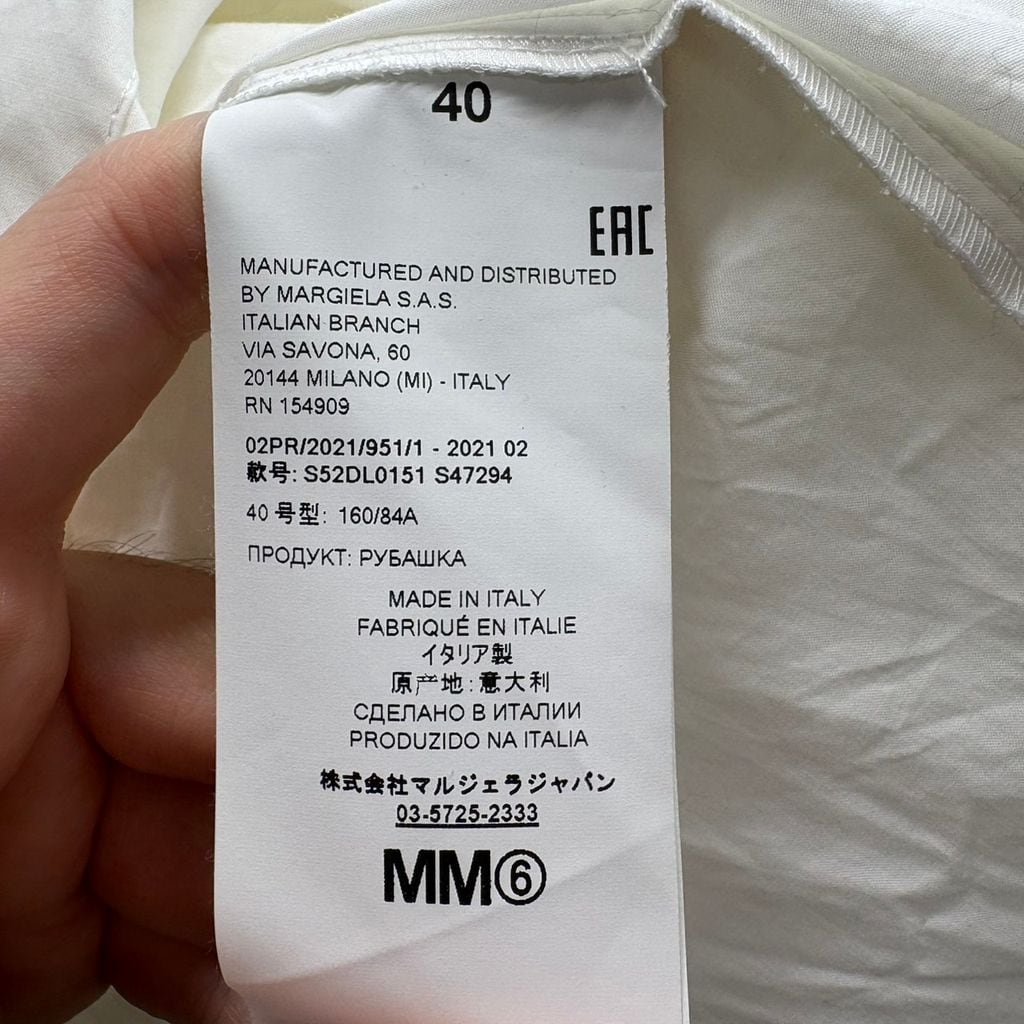 40
EAC
MANUFACTURED AND DISTRIBUTED
BY MARGIELA S.A.S.
ITALIAN BRANCH
VIA SAVONA, 60
20144 MILANO (MI) - ITALY
RN 154909
02PR/2021/951/1 - 2021 02
款号: S52DL0151 S47294
40 号型: 160/84A
ПРОДУКТ: РУБАШКА
MADE IN ITALY
FABRIQUÉ EN ITALIE
イタリア製
原产地: 意大利
СДЕЛАНО В ИТАЛИИ
PRODUZIDO NA ITALIA
株式会社マルジェラジャパン
03-5725-2333
MM⑥